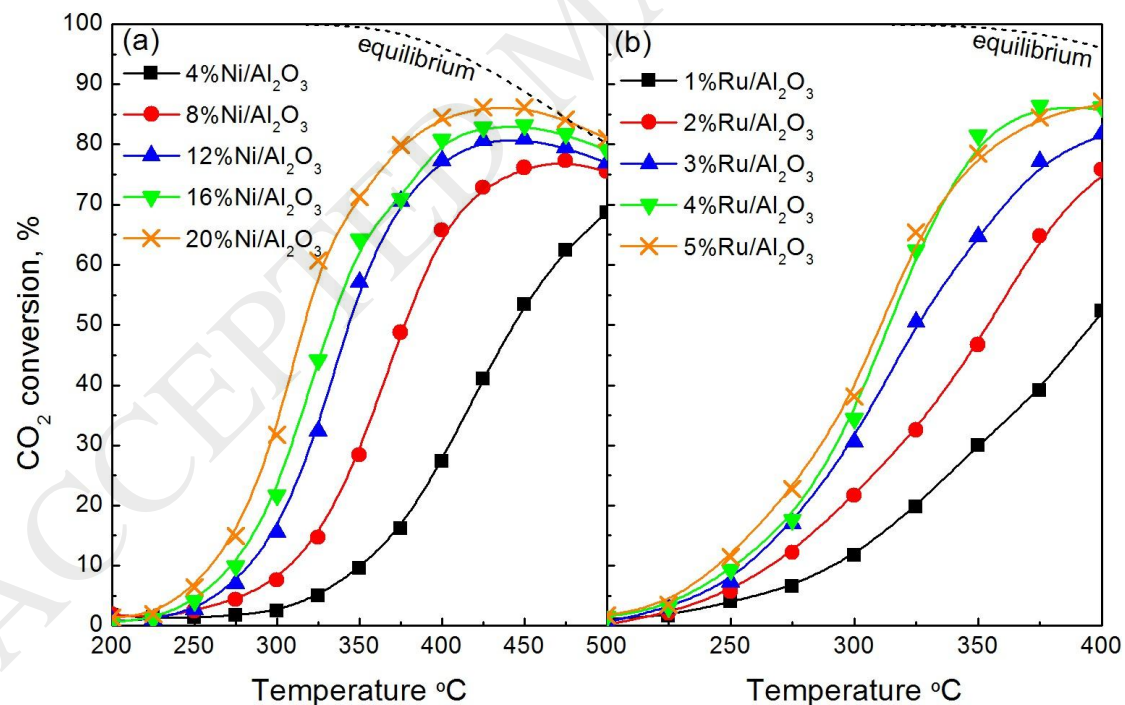 ACCEPTED MA
CO₂ conversion, %
100
90
80
70
60
50
40
30
20
10
0
(a)
equilibrium
4%Ni/Al₂O₃
8%Ni/Al₂O₃
12%Ni/Al₂O₃
16%Ni/Al₂O₃
20%Ni/Al₂O₃
200 250 300 350 400 450 500
Temperature ºC
(b)
equilibrium
1%Ru/Al₂O₃
2%Ru/Al₂O₃
3%Ru/Al₂O₃
4%Ru/Al₂O₃
5%Ru/Al₂O₃
250 300 350 400
Temperature ºC